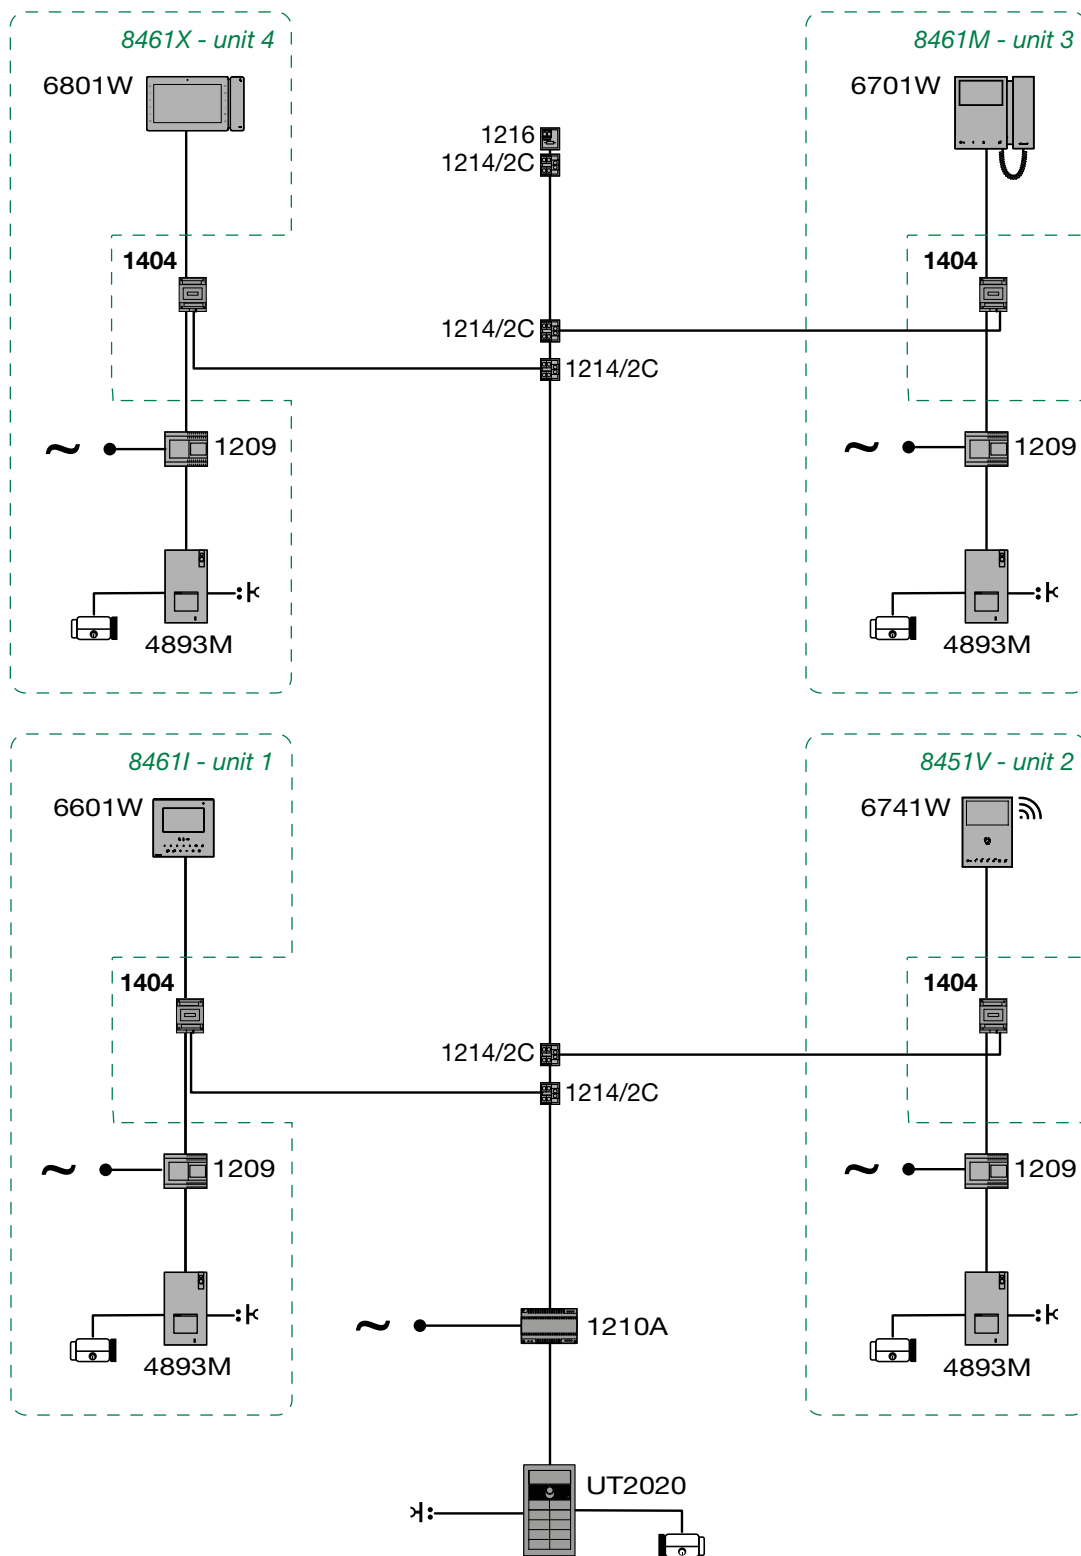 8461X - unit 4
8461M - unit 3
6801W
6701W
1216
1214/2C
1404
1404
1214/2C
1214/2C
1209
1209
4893M
4893M
8461I - unit 1
8451V - unit 2
6601W
6741W
1404
1404
1214/2C
1214/2C
1209
1209
1210A
4893M
4893M
UT2020